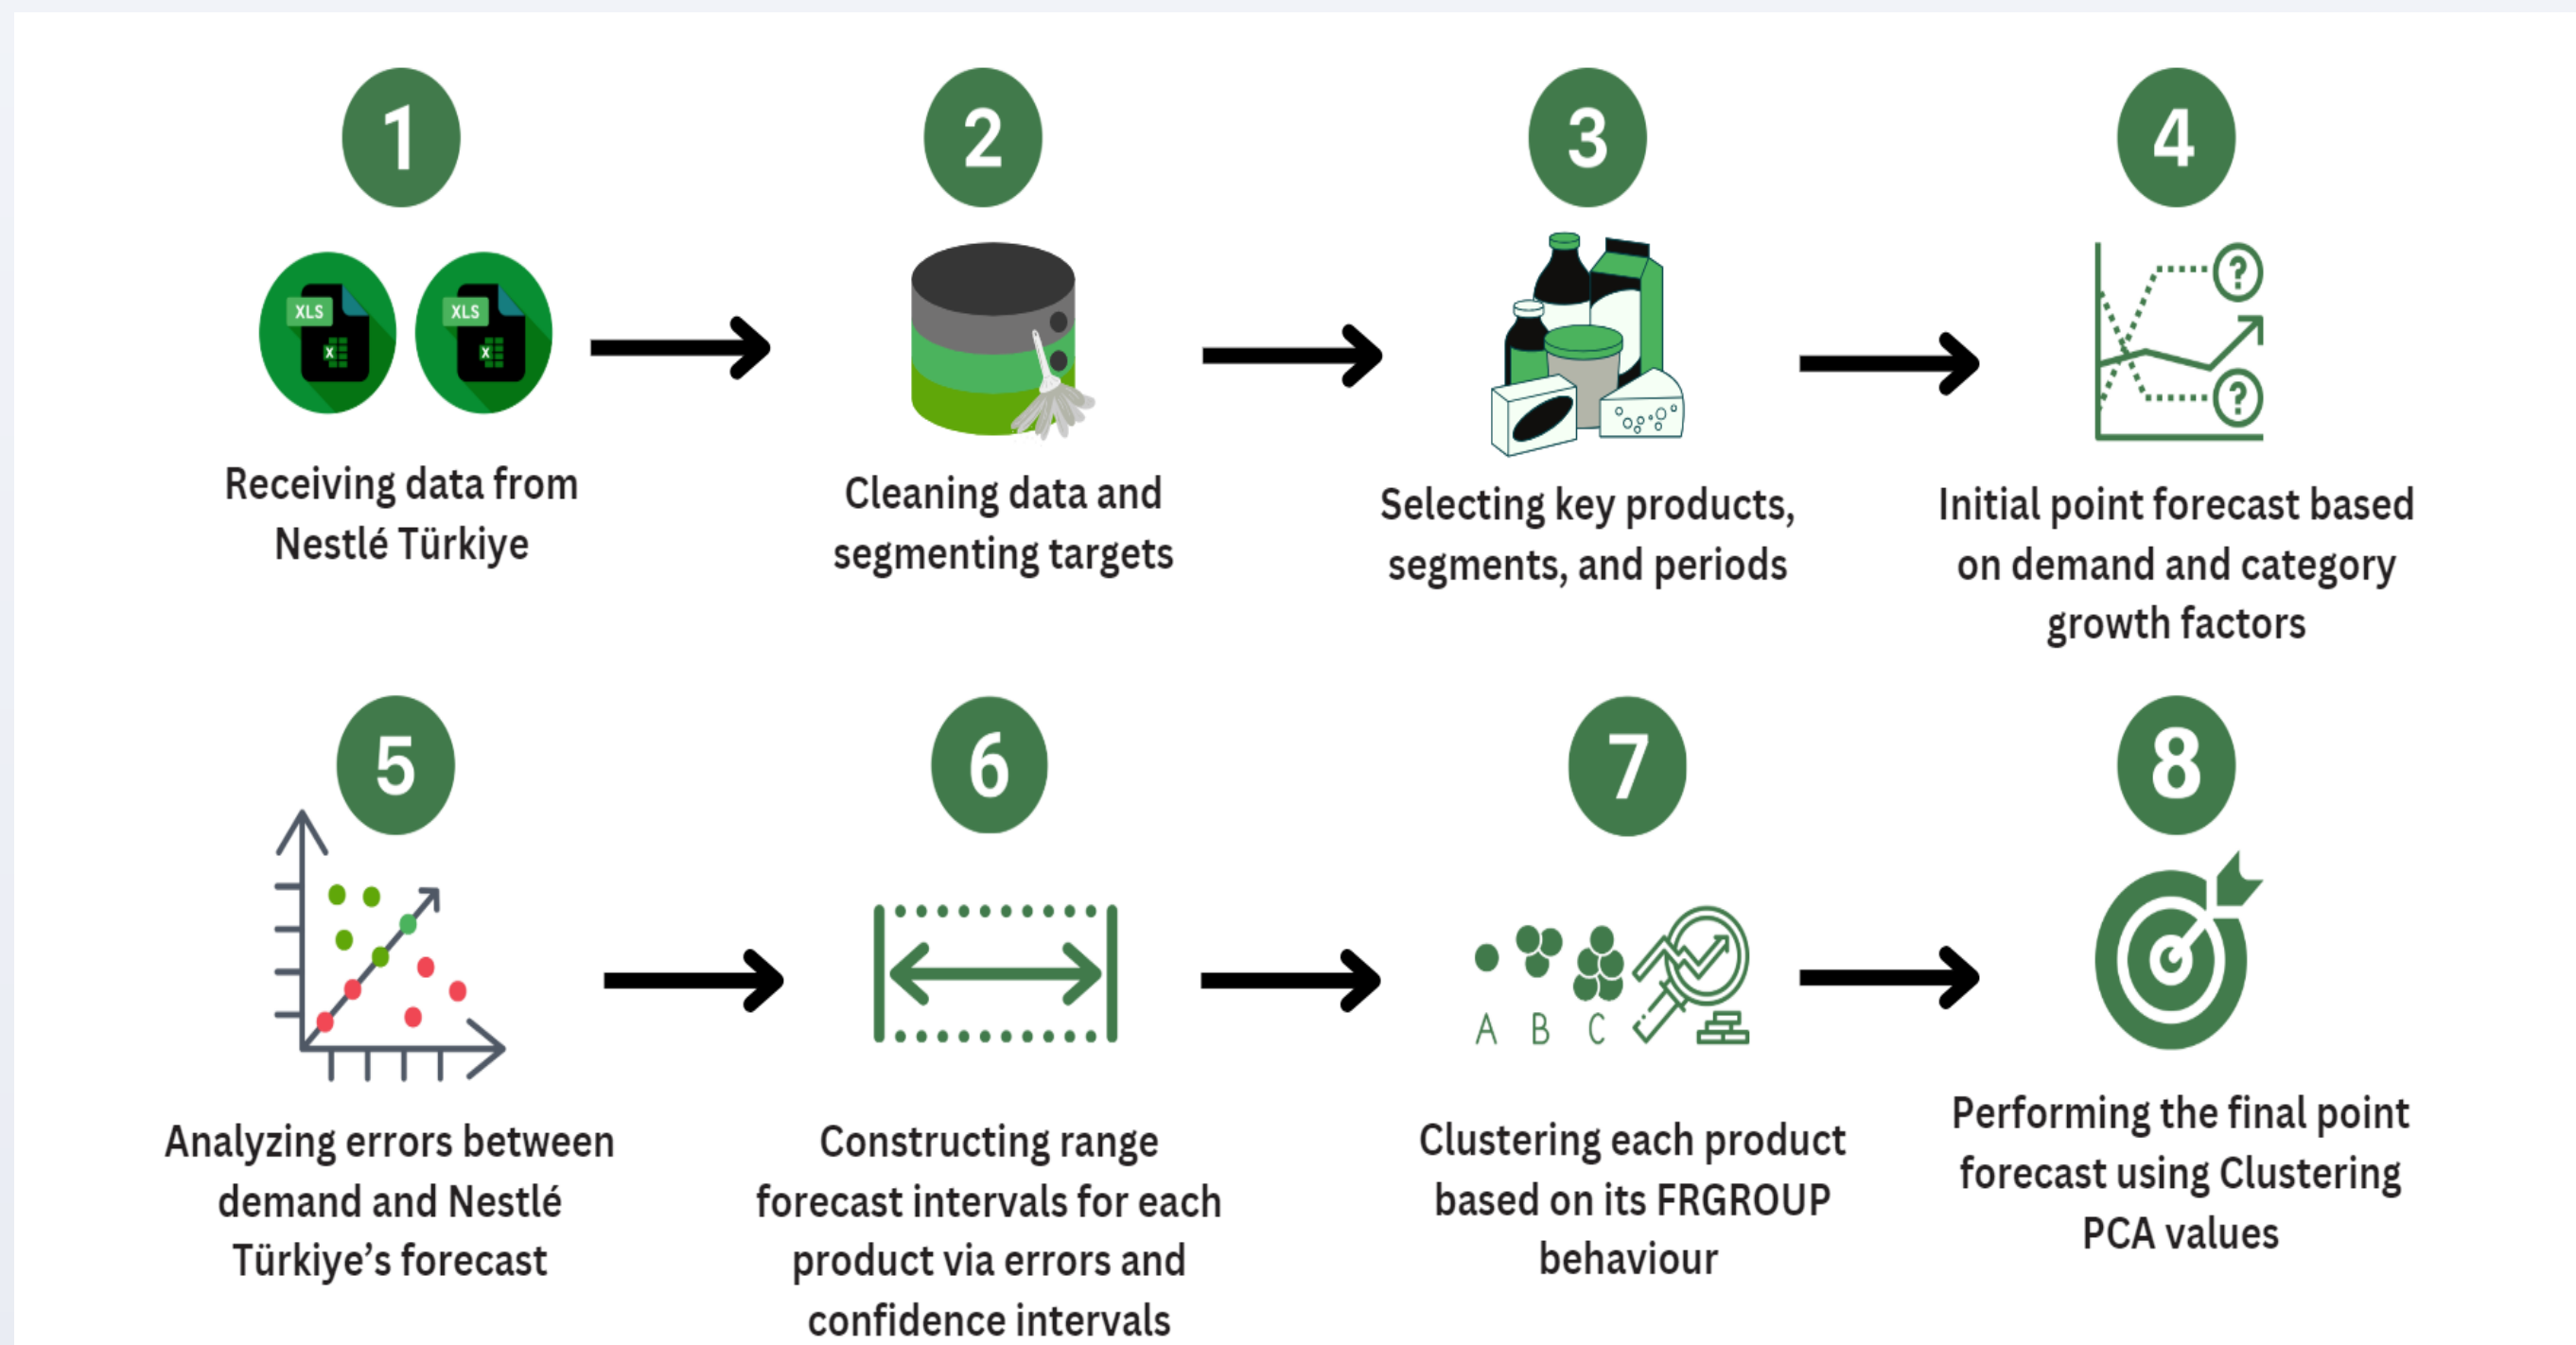 1
2
3
4
XLS
X
XLS
X
?
?
Receiving data from
Nestlé Türkiye
Cleaning data and
segmenting targets
Selecting key products,
segments, and periods
Initial point forecast based
on demand and category
growth factors
5
6
7
8
A B C
Analyzing errors between
demand and Nestlé
Türkiye’s forecast
Constructing range
forecast intervals for each
product via errors and
confidence intervals
Clustering each product
based on its FRGROUP
behaviour
Performing the final point
forecast using Clustering
PCA values